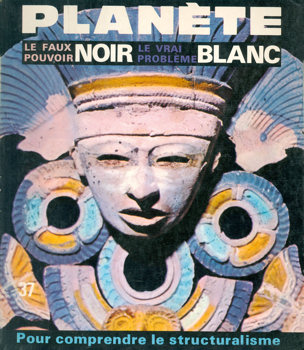 PLANÈTE
LE FAUX POUVOIR NOIR LE VRAI PROBLÈME BLANC
37
Pour comprendre le structuralisme